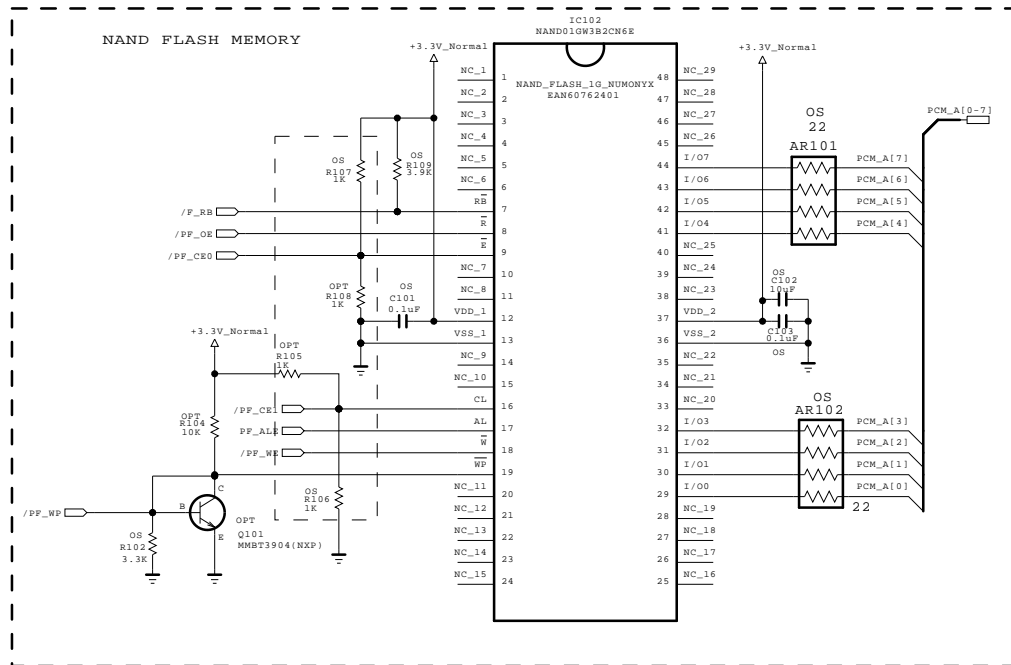 NAND FLASH MEMORY
IC102
NAND01GW3B2CN6E
NAND_FLASH_1G_NUMONYX
EAN60762401
+3.3V_Normal
+3.3V_Normal
+3.3V_Normal
NC_1
1
NC_2
2
NC_3
3
NC_4
4
NC_5
5
NC_6
6
RB
7
R
8
E
9
NC_7
10
NC_8
11
VDD_1
12
VSS_1
13
NC_9
14
NC_10
15
CL
16
AL
17
W
18
WP
19
NC_11
20
NC_12
21
NC_13
22
NC_14
23
NC_15
24
48
NC_29
47
NC_28
46
NC_27
45
NC_26
44
I/O7
43
I/O6
42
I/O5
41
I/O4
40
NC_25
39
NC_24
38
NC_23
37
VDD_2
36
VSS_2
35
NC_22
34
NC_21
33
NC_20
32
I/O3
31
I/O2
30
I/O1
29
I/O0
28
NC_19
27
NC_18
26
NC_17
25
NC_16
OS
R107
1K
OS
R109
3.9K
/F_RB
/PF_OE
/PF_CE0
OPT
R108
1K
OS
C101
0.1uF
OPT
R105
1K
/PF_CE1
/PF_ALE
/PF_WE
OPT
R104
10K
OS
R106
1K
/PF_WP
B
C
E
OPT
Q101
MMBT3904(NXP)
OS
R102
3.3K
OS
22
AR101
PCM_A[0-7]
PCM_A[7]
PCM_A[6]
PCM_A[5]
PCM_A[4]
OS
C102
10uF
C103
0.1uF
OS
OS
AR102
PCM_A[3]
PCM_A[2]
PCM_A[1]
PCM_A[0]
22